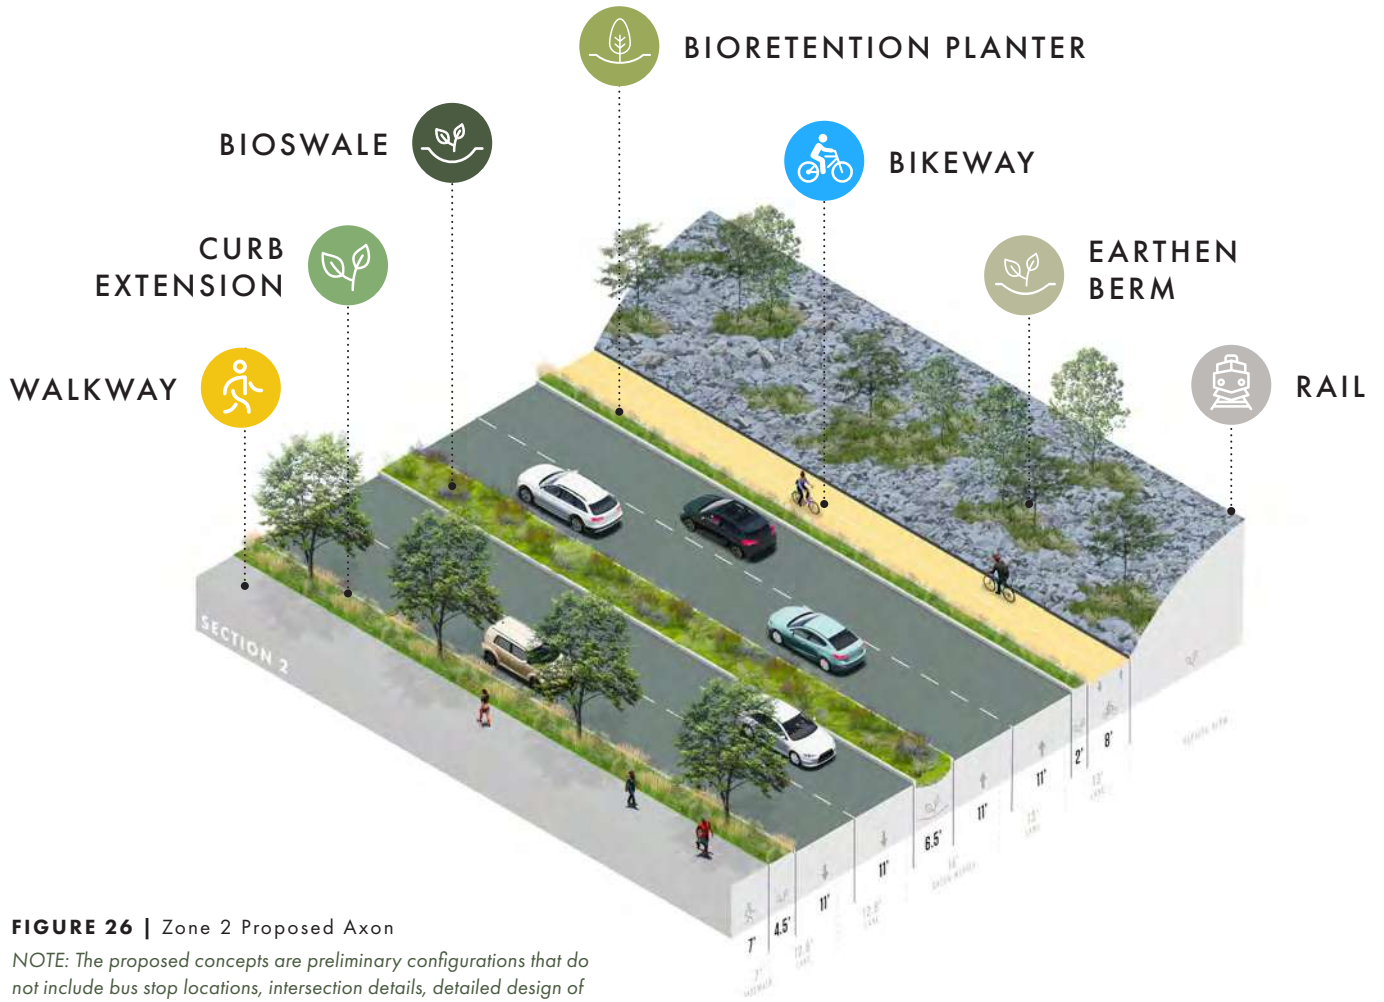 BIORETENTION PLANTER
BIOSWALE
BIKEWAY
CURB
EXTENSION
EARTHEN
BERM
WALKWAY
RAIL
SECTION 2
7'
4.5'
11'
11'
6.5'
11'
11'
2'
8'
FIGURE 26 | Zone 2 Proposed Axon
NOTE: The proposed concepts are preliminary configurations that do
not include bus stop locations, intersection details, detailed design of